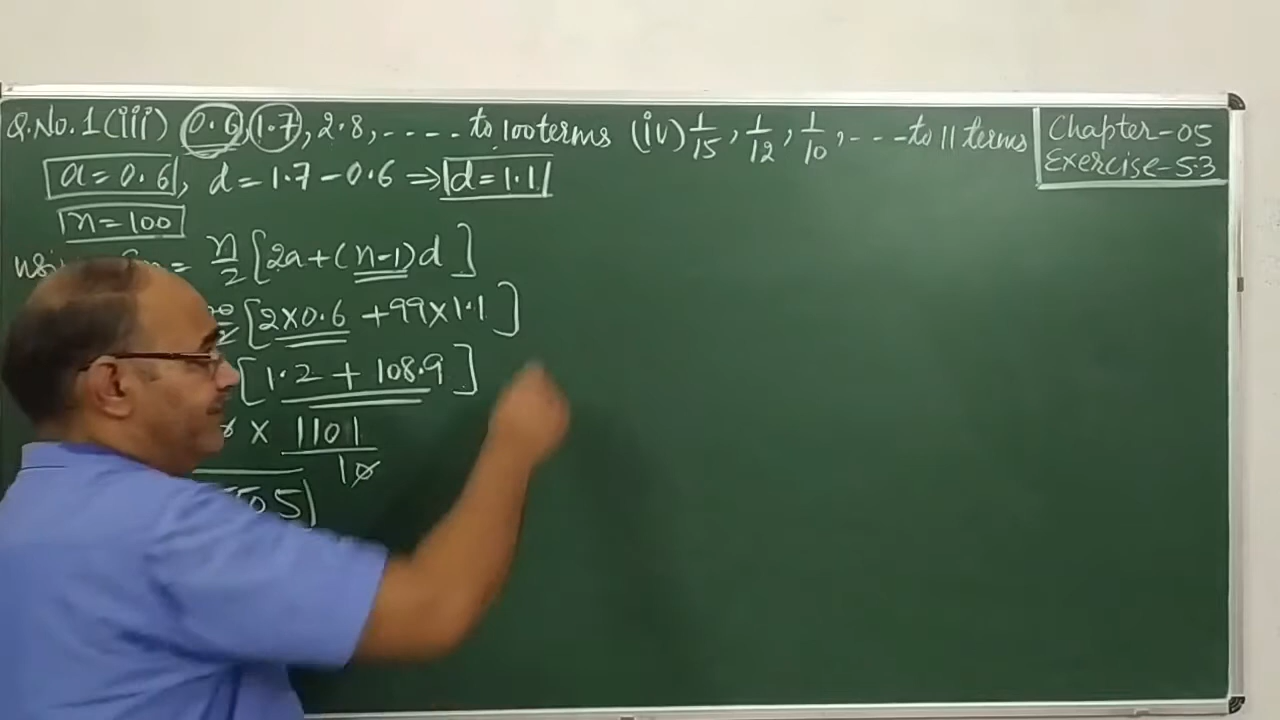 Q.No.1(iii) 0.6, 1.7, 2.8, ..... to 100 terms (iv) 1/15, 1/12, 1/10, ... to 11 terms
Chapter-05
Exercise-5.3
a = 0.6, d = 1.7 - 0.6 ⇒ d = 1.1
n = 100
= n/2 [2a + (n-1)d]
[2×0.6 + 99×1.1]
[1.2 + 108.9]
× 1101/10
505